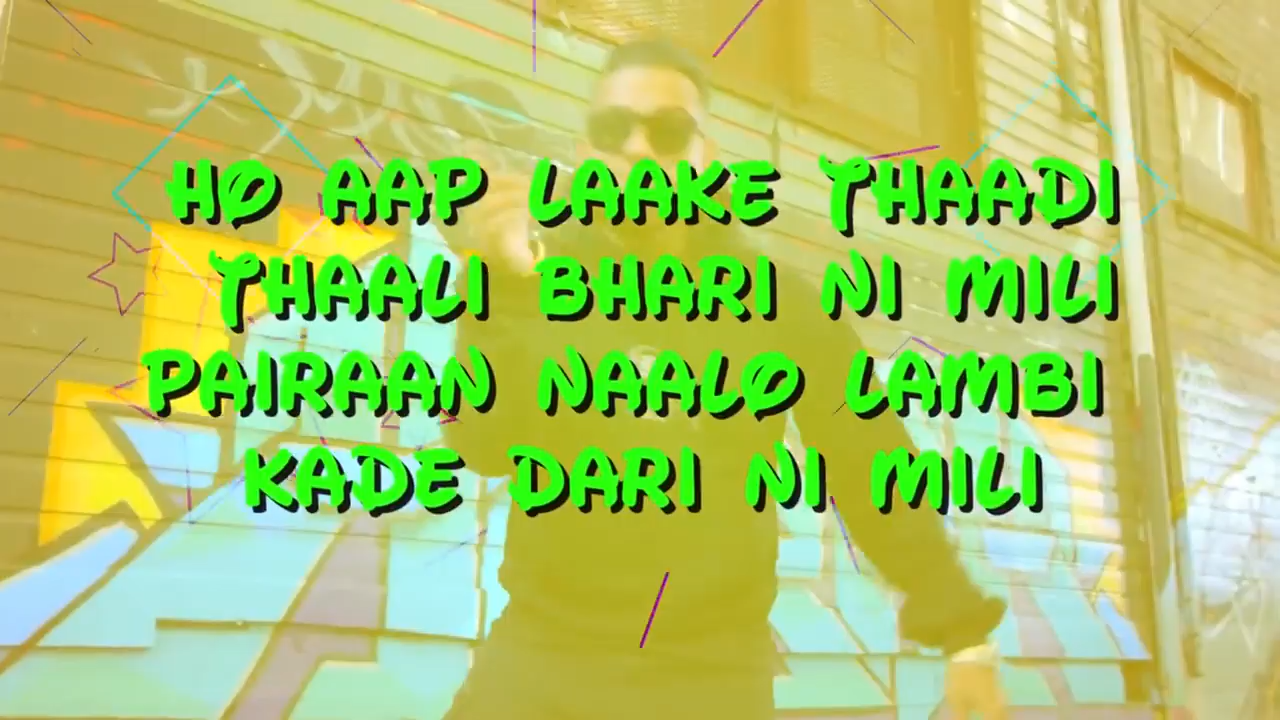 HO AAP LAAKE THAADI
THAALI BHARI NI MILI
PAIRAAN NAALO LAMBI
KADE DARI NI MILI